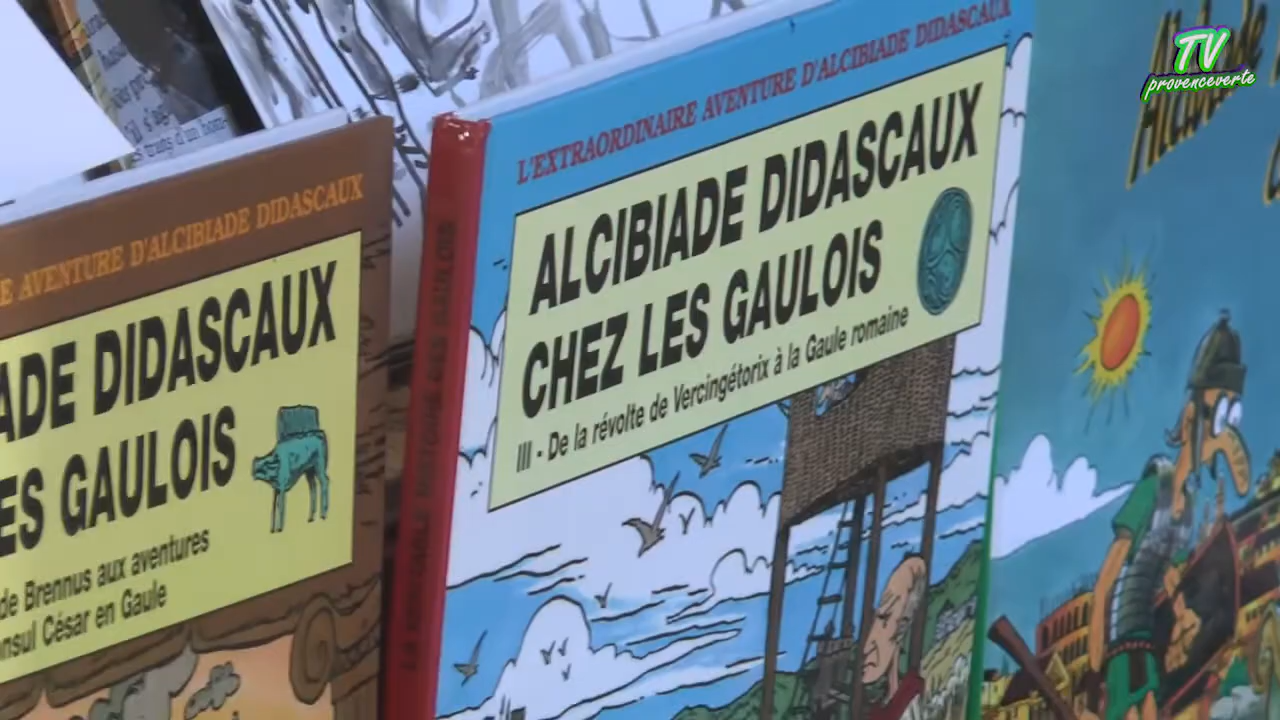 TV
provenceverte
L'EXTRAORDINAIRE AVENTURE D'ALCIBIADE DIDASCAUX
ALCIBIADE DIDASCAUX
CHEZ LES GAULOIS
III - De la révolte de Vercingétorix à la Gaule romaine
AVENTURE D'ALCIBIADE DIDASCAUX
ADE DIDASCAUX
ES GAULOIS
de Brennus aux aventures
nsul César en Gaule